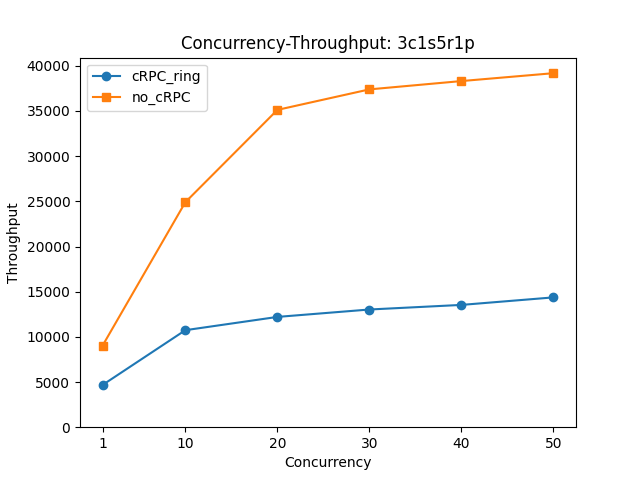 Concurrency-Throughput: 3c1s5r1p
cRPC_ring
no_cRPC
40000
35000
30000
25000
20000
15000
10000
5000
0
Throughput
1 10 20 30 40 50
Concurrency